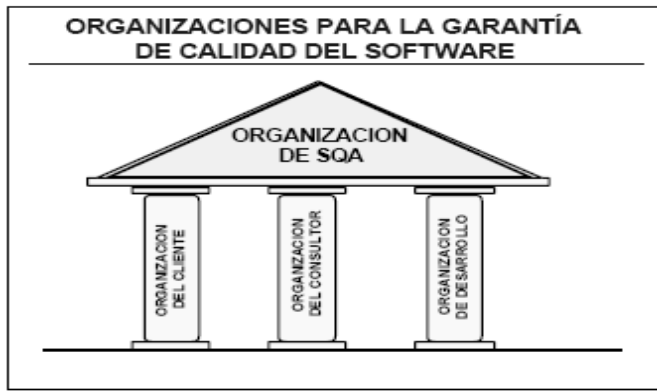 ORGANIZACIONES PARA LA GARANTÍA
DE CALIDAD DEL SOFTWARE
ORGANIZACION
DE SQA
ORGANIZACION
DEL CLIENTE
ORGANIZACION
DEL CONSULTOR
ORGANIZACION
DE DESARROLLO